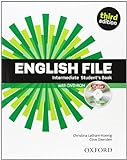 third
edition
ENGLISH FILE
Intermediate Student's Book
with DVD-ROM
Christina Latham-Koenig
Clive Oxenden
OXFORD